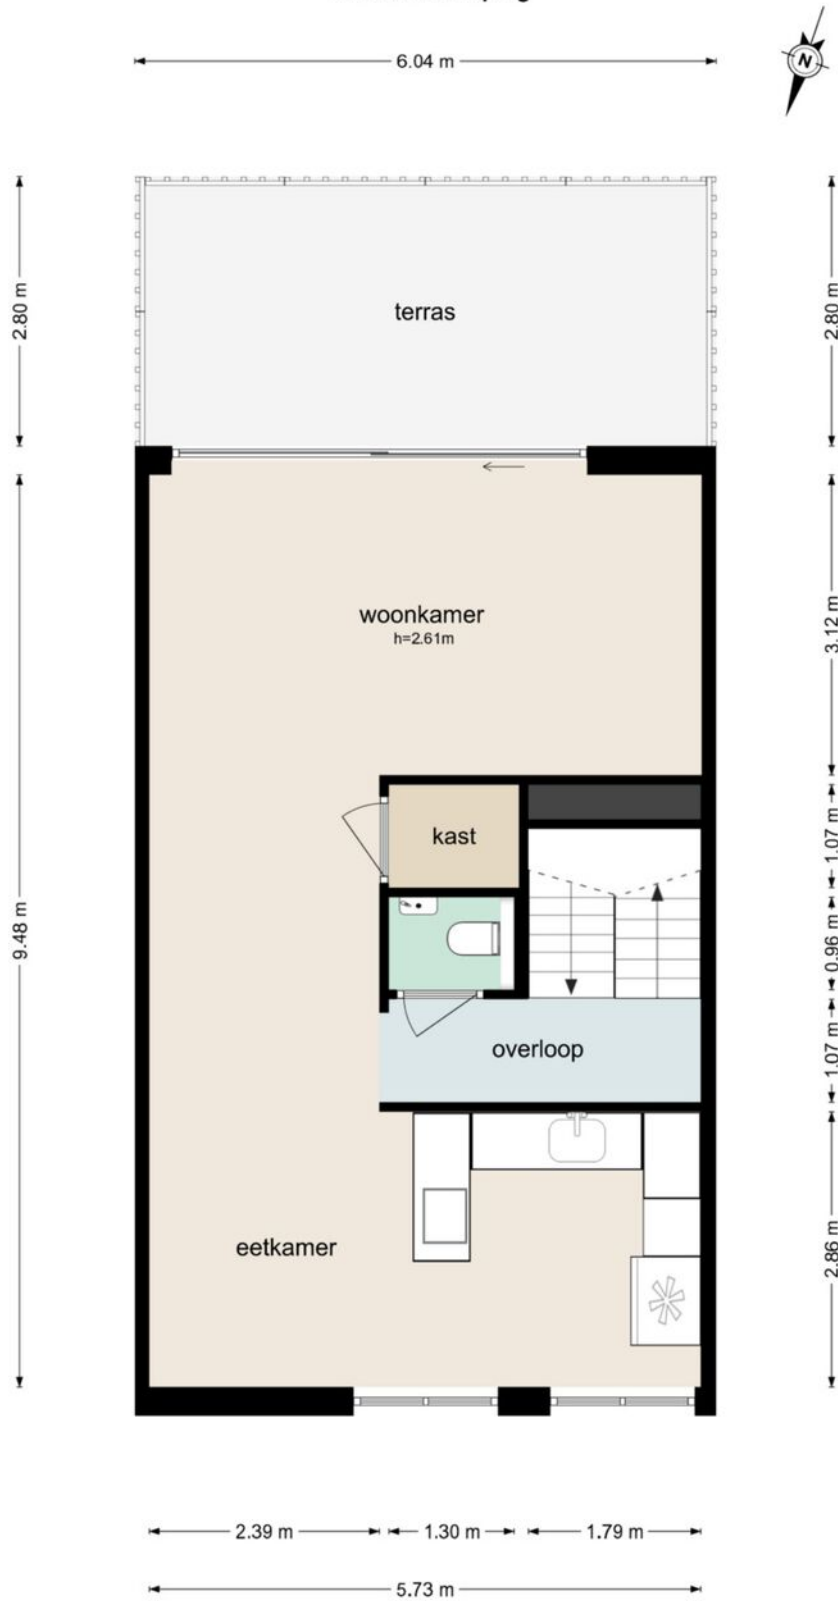 6.04 m
N
2.80 m
2.80 m
terras
woonkamer
h=2.61m
3.12 m
kast
1.07 m
9.48 m
0.96 m
overloop
1.07 m
eetkamer
2.86 m
2.39 m
1.30 m
1.79 m
5.73 m